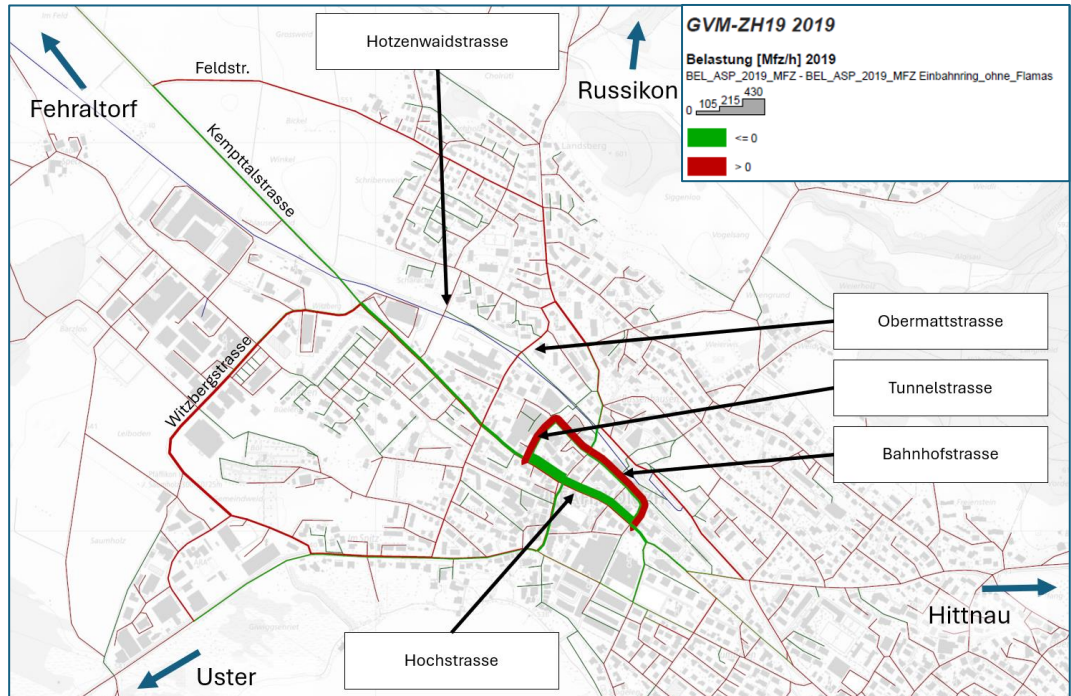 GVM-ZH19 2019
Belastung [Mfz/h] 2019
BEL_ASP_2019_MFZ - BEL_ASP_2019_MFZ Einbahnring_ohne_Flamas
0 105 215 430
<= 0
> 0
Hotzenwaidstrasse
Feldstr.
Fehraltorf
Russikon
Kempttalstrasse
Witzbergstrasse
Obermattstrasse
Tunnelstrasse
Bahnhofstrasse
Hittnau
Hochstrasse
Uster